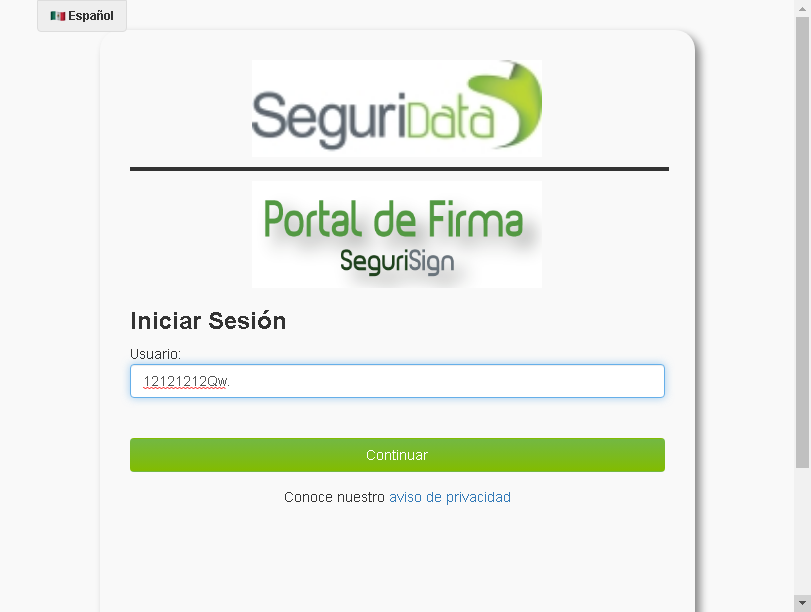 Español
SeguriData
Portal de Firma
SeguriSign
Iniciar Sesión
Usuario:
12121212Qw.
Continuar
Conoce nuestro aviso de privacidad